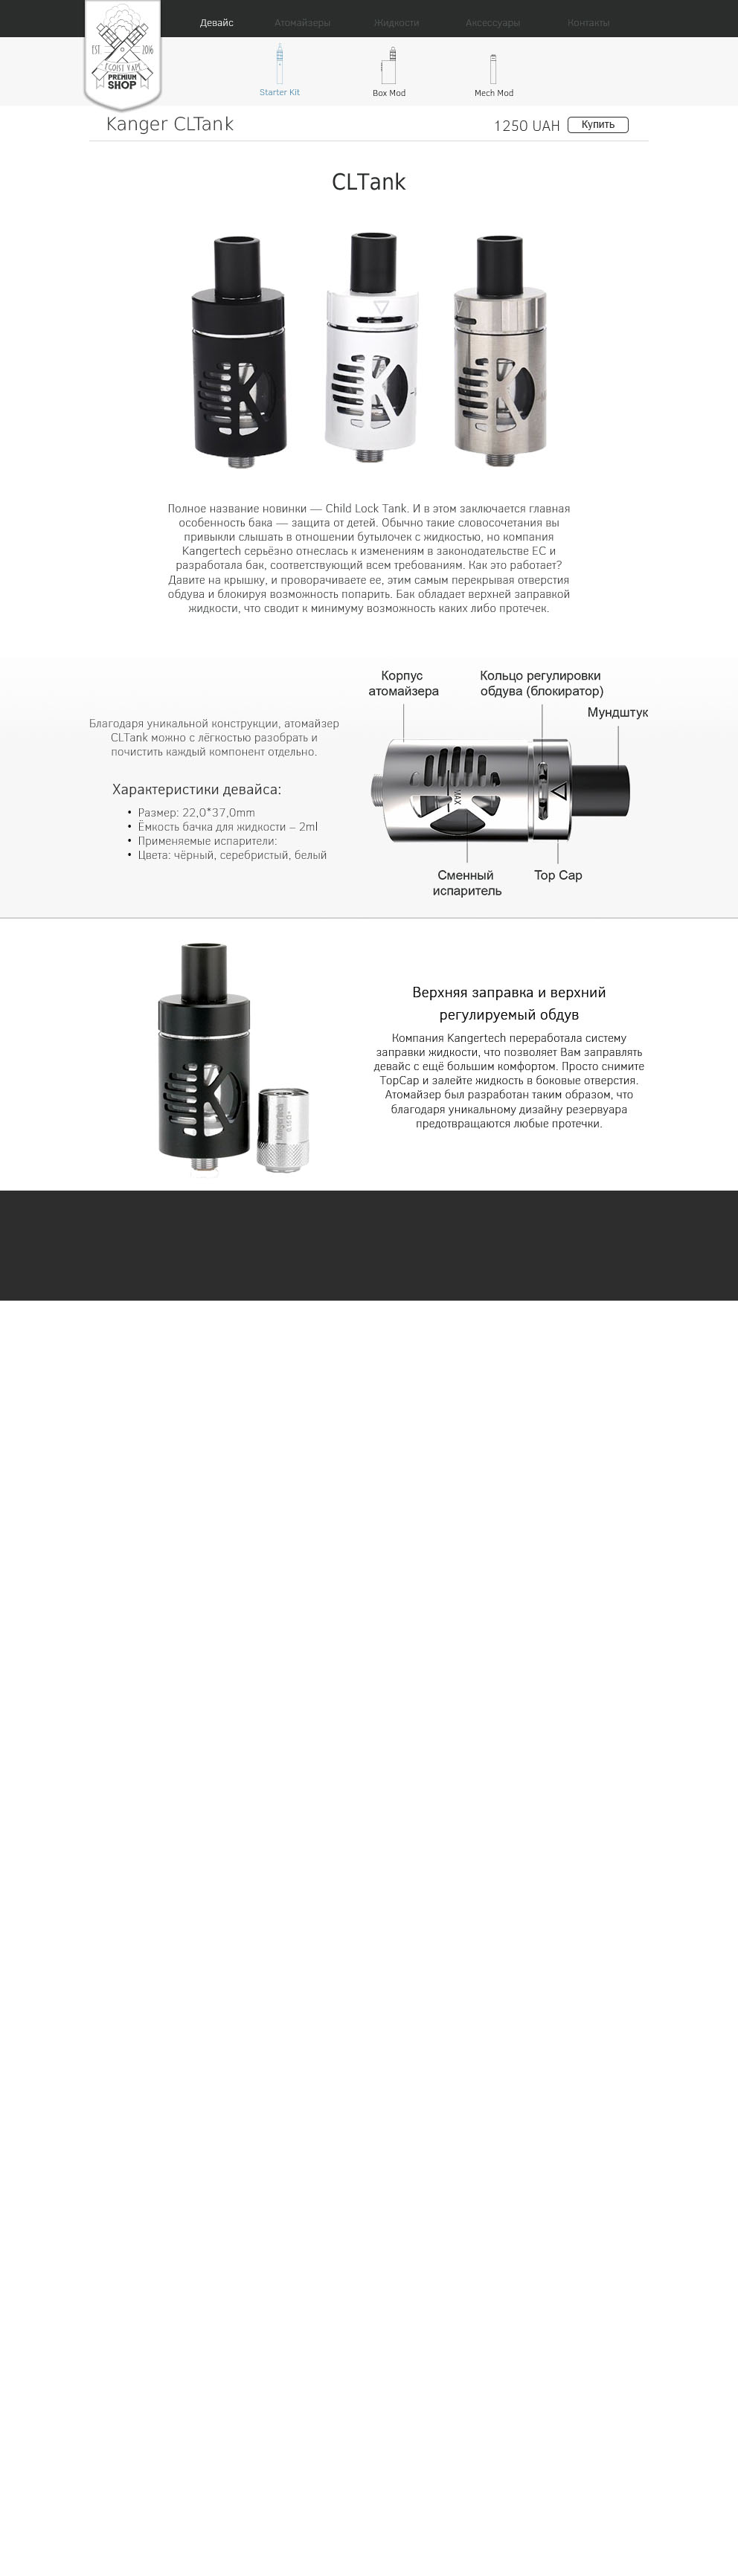 Девайс
Атомайзеры
Жидкости
Аксессуары
Контакты
EST
2016
EGOIST VAPE
PREMIUM
SHOP
Starter Kit
Box Mod
Mech Mod
Kanger CLTank
1250 UAH
Купить
CLTank
Полное название новинки — Child Lock Tank. И в этом заключается главная
особенность бака — защита от детей. Обычно такие словосочетания вы
привыкли слышать в отношении бутылочек с жидкостью, но компания
Kangertech серьёзно отнеслась к изменениям в законодательстве ЕС и
разработала бак, соответствующий всем требованиям. Как это работает?
Давите на крышку, и проворачиваете ее, этим самым перекрывая отверстия
обдува и блокируя возможность попарить. Бак обладает верхней заправкой
жидкости, что сводит к минимуму возможность каких либо протечек.
Корпус
атомайзера
Кольцо регулировки
обдува (блокиратор)
Мундштук
Благодаря уникальной конструкции, атомайзер
CLTank можно с лёгкостью разобрать и
почистить каждый компонент отдельно.
Характеристики девайса:
• Размер: 22,0*37,0mm
• Ёмкость бачка для жидкости – 2ml
• Применяемые испарители:
• Цвета: чёрный, серебристый, белый
MAX
Сменный
испаритель
Top Cap
Верхняя заправка и верхний
регулируемый обдув
Компания Kangertech переработала систему
заправки жидкости, что позволяет Вам заправлять
девайс с ещё большим комфортом. Просто снимите
TopCap и залейте жидкость в боковые отверстия.
Атомайзер был разработан таким образом, что
благодаря уникальному дизайну резервуара
предотвращаются любые протечки.